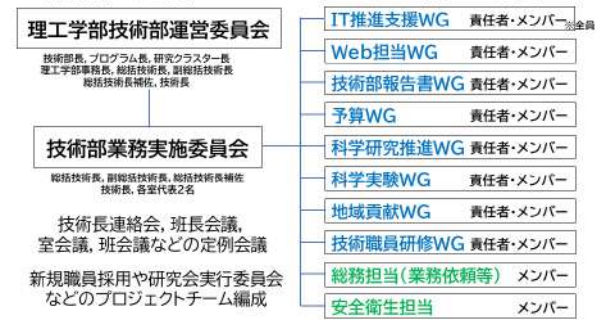 理工学部技術部運営委員会
技術部長, プログラム長, 研究クラスター長
理工学部事務長, 総括技術長, 副総括技術長
総括技術長補佐, 技術長
技術部業務実施委員会
総括技術長, 副総括技術長, 総括技術長補佐
技術長, 各室代表2名
技術長連絡会, 班長会議,
室会議, 班会議などの定例会議
新規職員採用や研究会実行委員会
などのプロジェクトチーム編成
IT推進支援WG 責任者・メンバー ※全員
Web担当WG 責任者・メンバー
技術部報告書WG 責任者・メンバー
予算WG 責任者・メンバー
科学研究推進WG 責任者・メンバー
科学実験WG 責任者・メンバー
地域貢献WG 責任者・メンバー
技術職員研修WG 責任者・メンバー
総務担当(業務依頼等) メンバー
安全衛生担当 メンバー